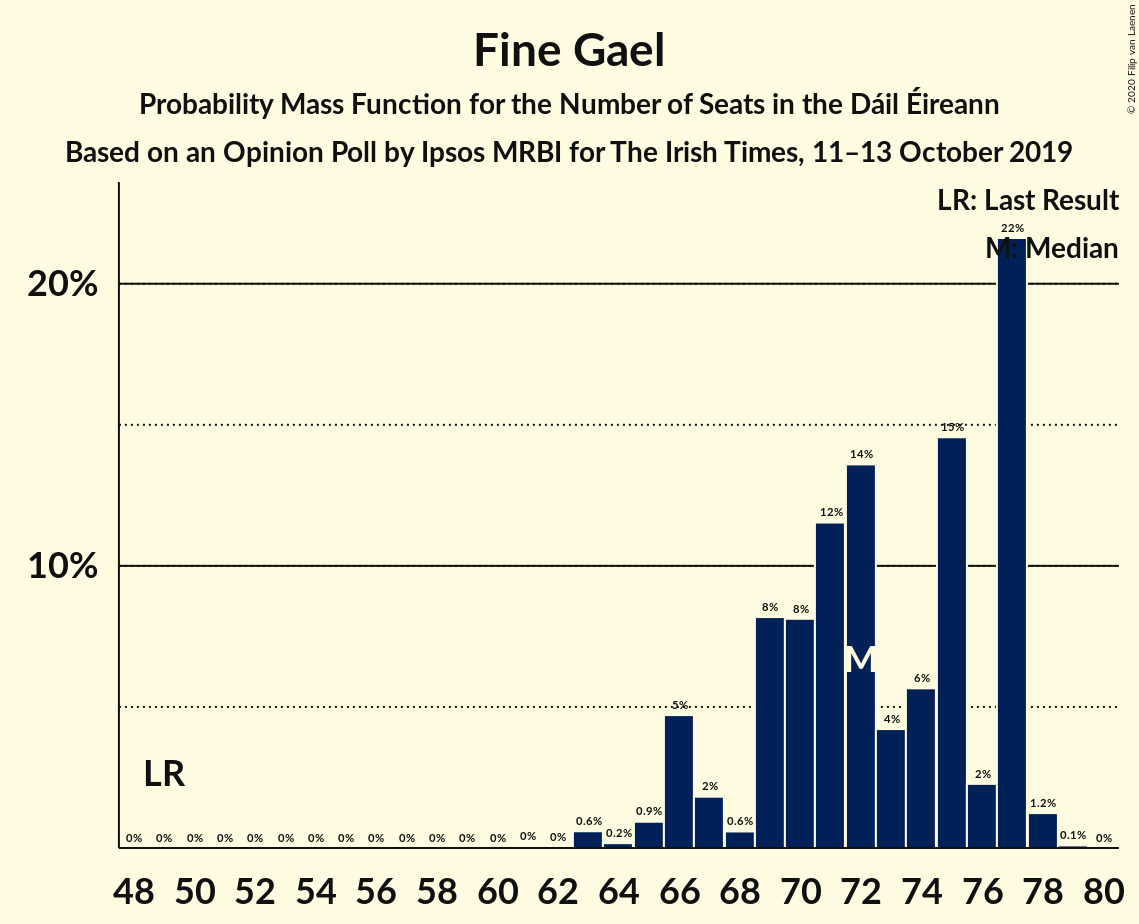 Fine Gael
Probability Mass Function for the Number of Seats in the Dáil Éireann
Based on an Opinion Poll by Ipsos MRBI for The Irish Times, 11–13 October 2019
© 2020 Filip van Laenen
LR: Last Result
M: Median
20%
10%
LR
M
0% 0% 0% 0% 0% 0% 0% 0% 0% 0% 0% 0% 0% 0% 0% 0.6% 0.2% 0.9% 5% 2% 0.6% 8% 8% 12% 14% 4% 6% 15% 2% 22% 1.2% 0.1% 0%
48 50 52 54 56 58 60 62 64 66 68 70 72 74 76 78 80